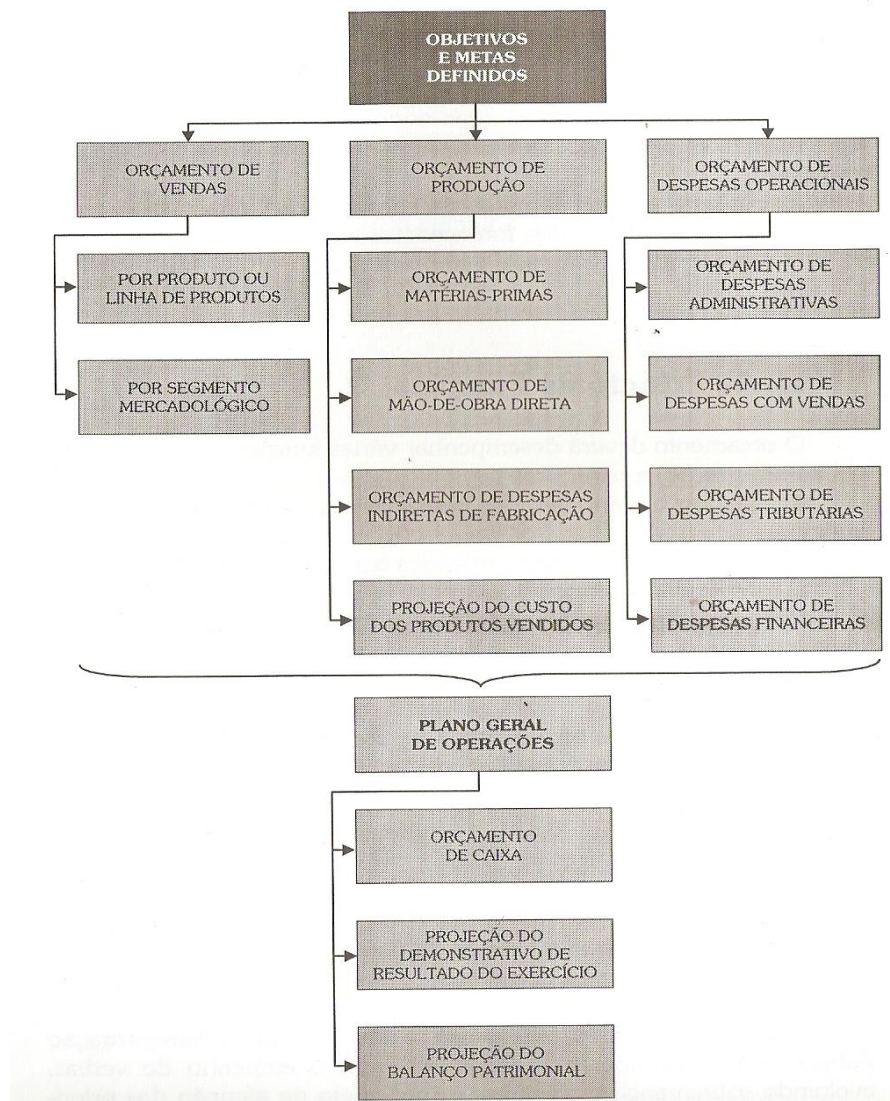 OBJETIVOS
E METAS
DEFINIDOS
ORÇAMENTO DE
VENDAS
ORÇAMENTO DE
PRODUÇÃO
ORÇAMENTO DE
DESPESAS OPERACIONAIS
POR PRODUTO OU
LINHA DE PRODUTOS
ORÇAMENTO DE
MATÉRIAS-PRIMAS
ORÇAMENTO DE
DESPESAS
ADMINISTRATIVAS
POR SEGMENTO
MERCADOLÓGICO
ORÇAMENTO DE
MÃO-DE-OBRA DIRETA
ORÇAMENTO DE
DESPESAS COM VENDAS
ORÇAMENTO DE DESPESAS
INDIRETAS DE FABRICAÇÃO
ORÇAMENTO DE
DESPESAS TRIBUTÁRIAS
PROJEÇÃO DO CUSTO
DOS PRODUTOS VENDIDOS
ORÇAMENTO DE
DESPESAS FINANCEIRAS
PLANO GERAL
DE OPERAÇÕES
ORÇAMENTO
DE CAIXA
PROJEÇÃO DO
DEMONSTRATIVO DE
RESULTADO DO EXERCÍCIO
PROJEÇÃO DO
BALANÇO PATRIMONIAL